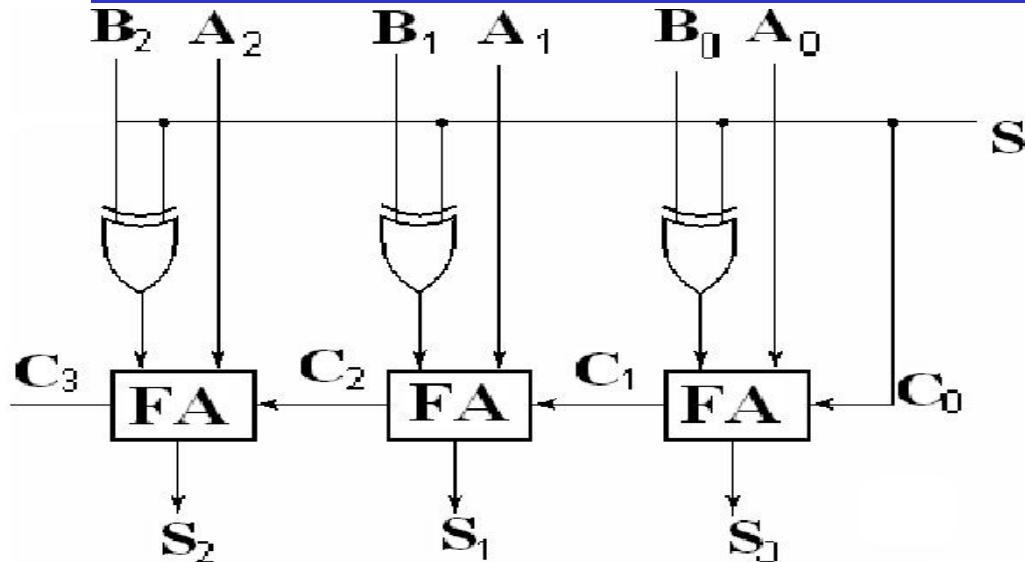 B₂ A₂ B₁ A₁ B₀ A₀
S
C₃ C₂ C₁ C₀
FA FA FA
S₂ S₁ S₀